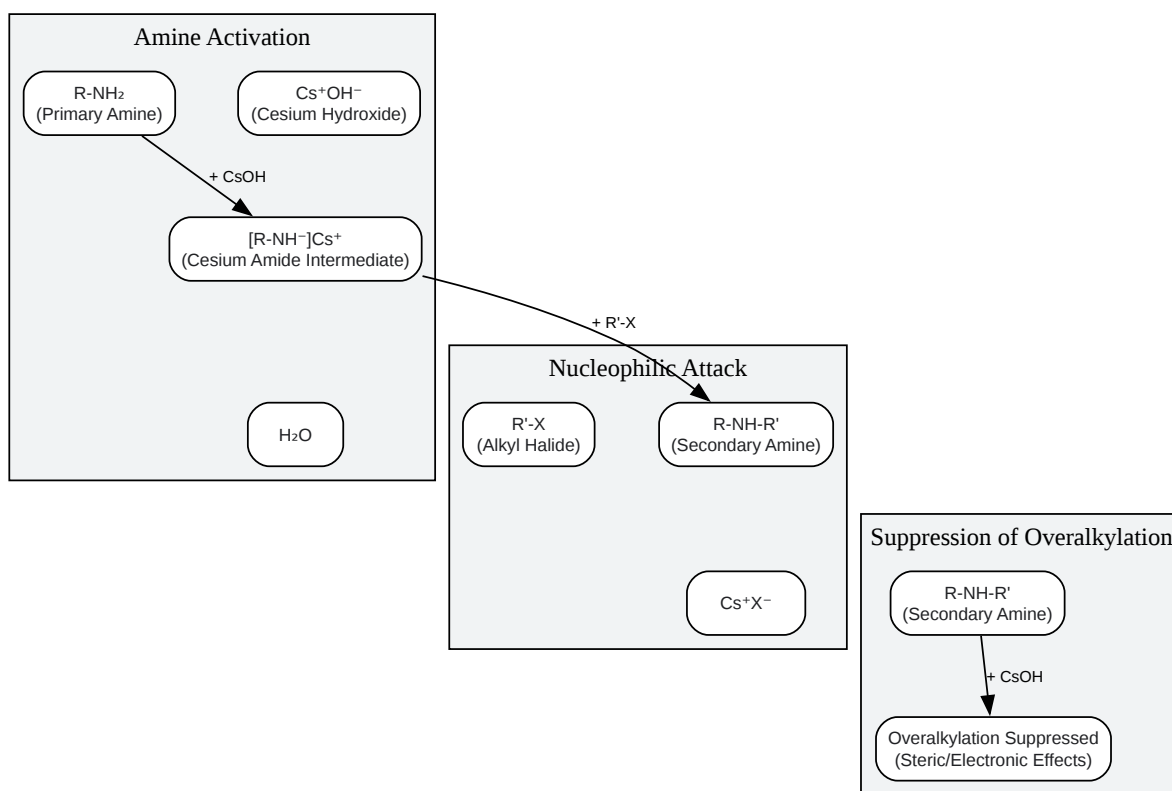 Amine Activation
R-NH₂
(Primary Amine)
Cs⁺OH⁻
(Cesium Hydroxide)
+ CsOH
[R-NH⁻]Cs⁺
(Cesium Amide Intermediate)
H₂O
+ R'-X
Nucleophilic Attack
R'-X
(Alkyl Halide)
R-NH-R'
(Secondary Amine)
Cs⁺X⁻
Suppression of Overalkylation
R-NH-R'
(Secondary Amine)
+ CsOH
Overalkylation Suppressed
(Steric/Electronic Effects)